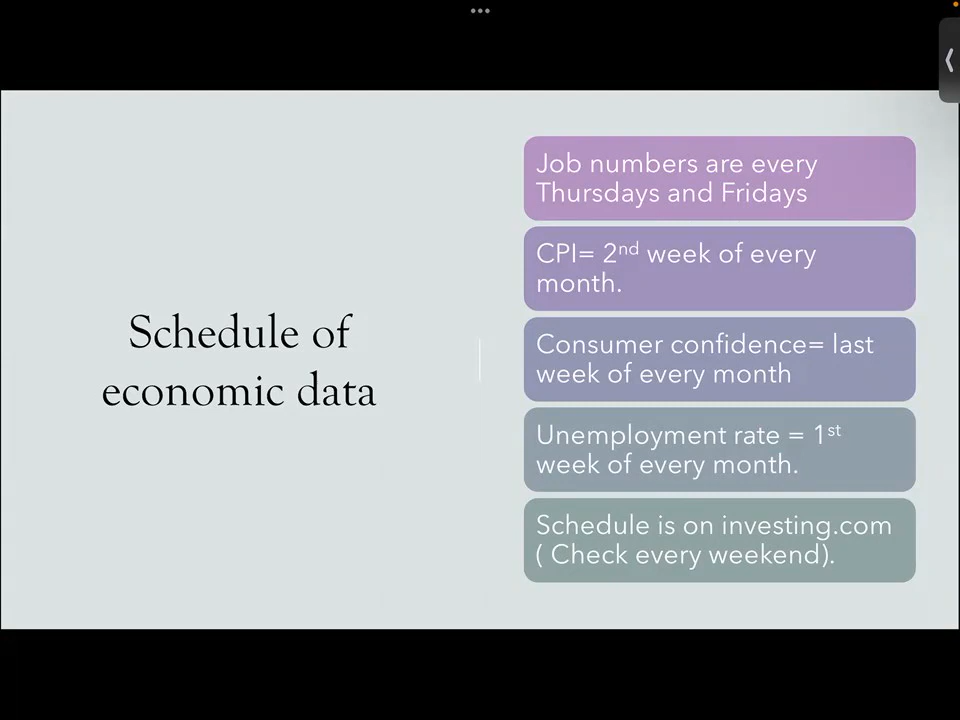 Schedule of
economic data
Job numbers are every
Thursdays and Fridays
CPI= 2nd week of every
month.
Consumer confidence= last
week of every month
Unemployment rate = 1st
week of every month.
Schedule is on investing.com
( Check every weekend).